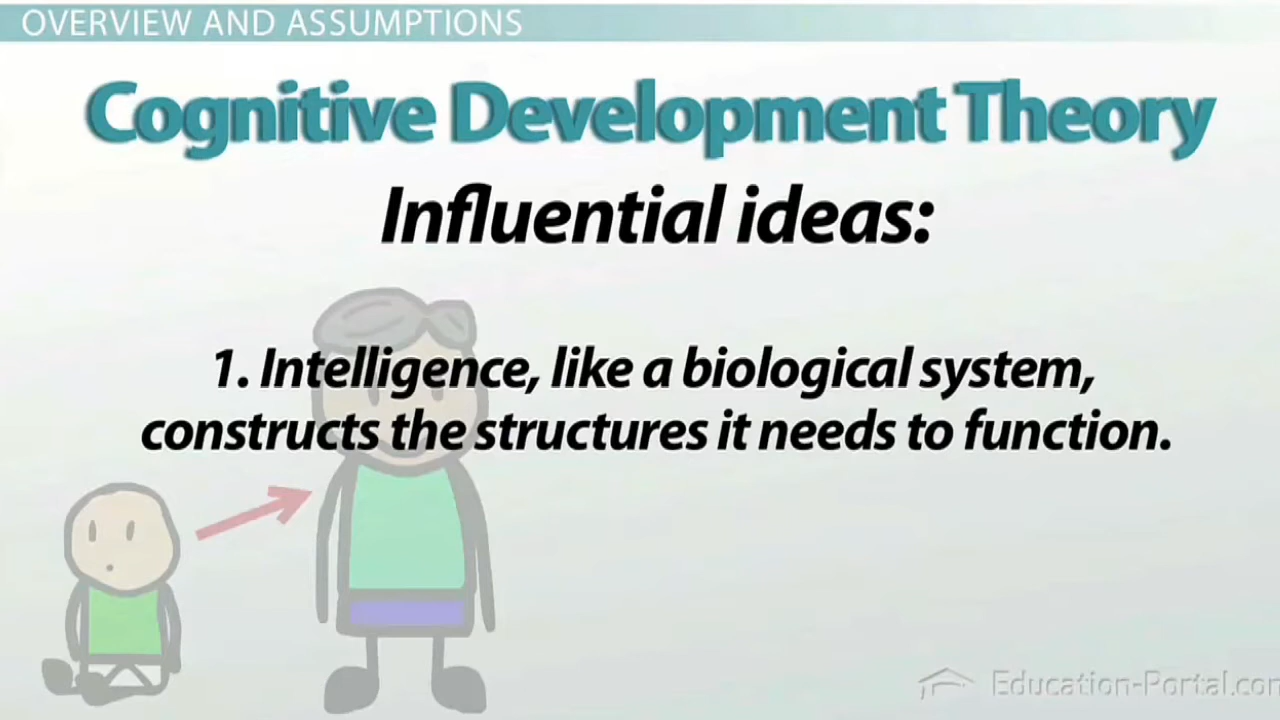 OVERVIEW AND ASSUMPTIONS
Cognitive Development Theory
Influential ideas:
1. Intelligence, like a biological system,
constructs the structures it needs to function.
Education-Portal.com